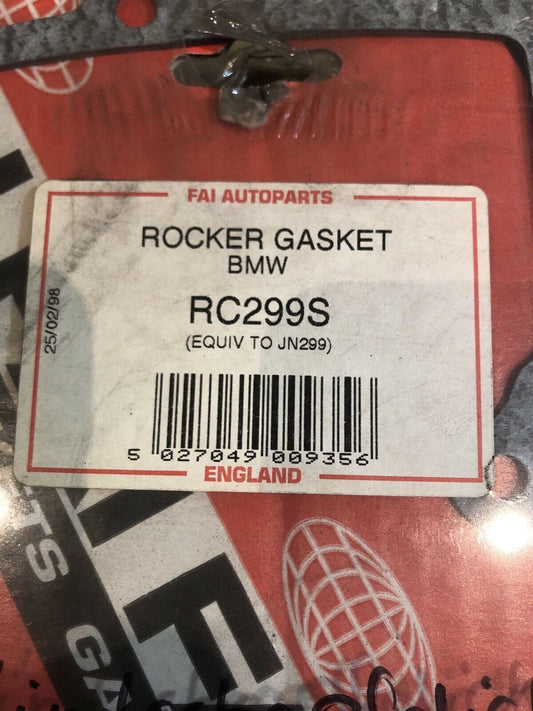 FAI AUTOPARTS
ROCKER GASKET
BMW
RC299S
(EQUIV TO JN299)
25/02/98
5 027049 009356
ENGLAND